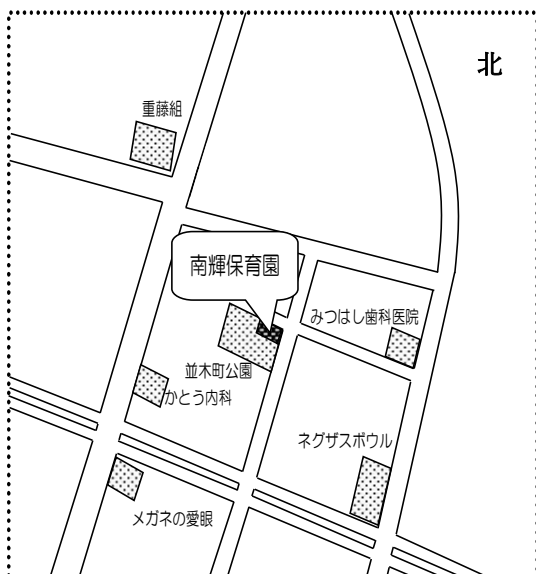 北
重藤組
南輝保育園
みつはし歯科医院
並木町公園
かとう内科
ネグザスボウル
メガネの愛眼